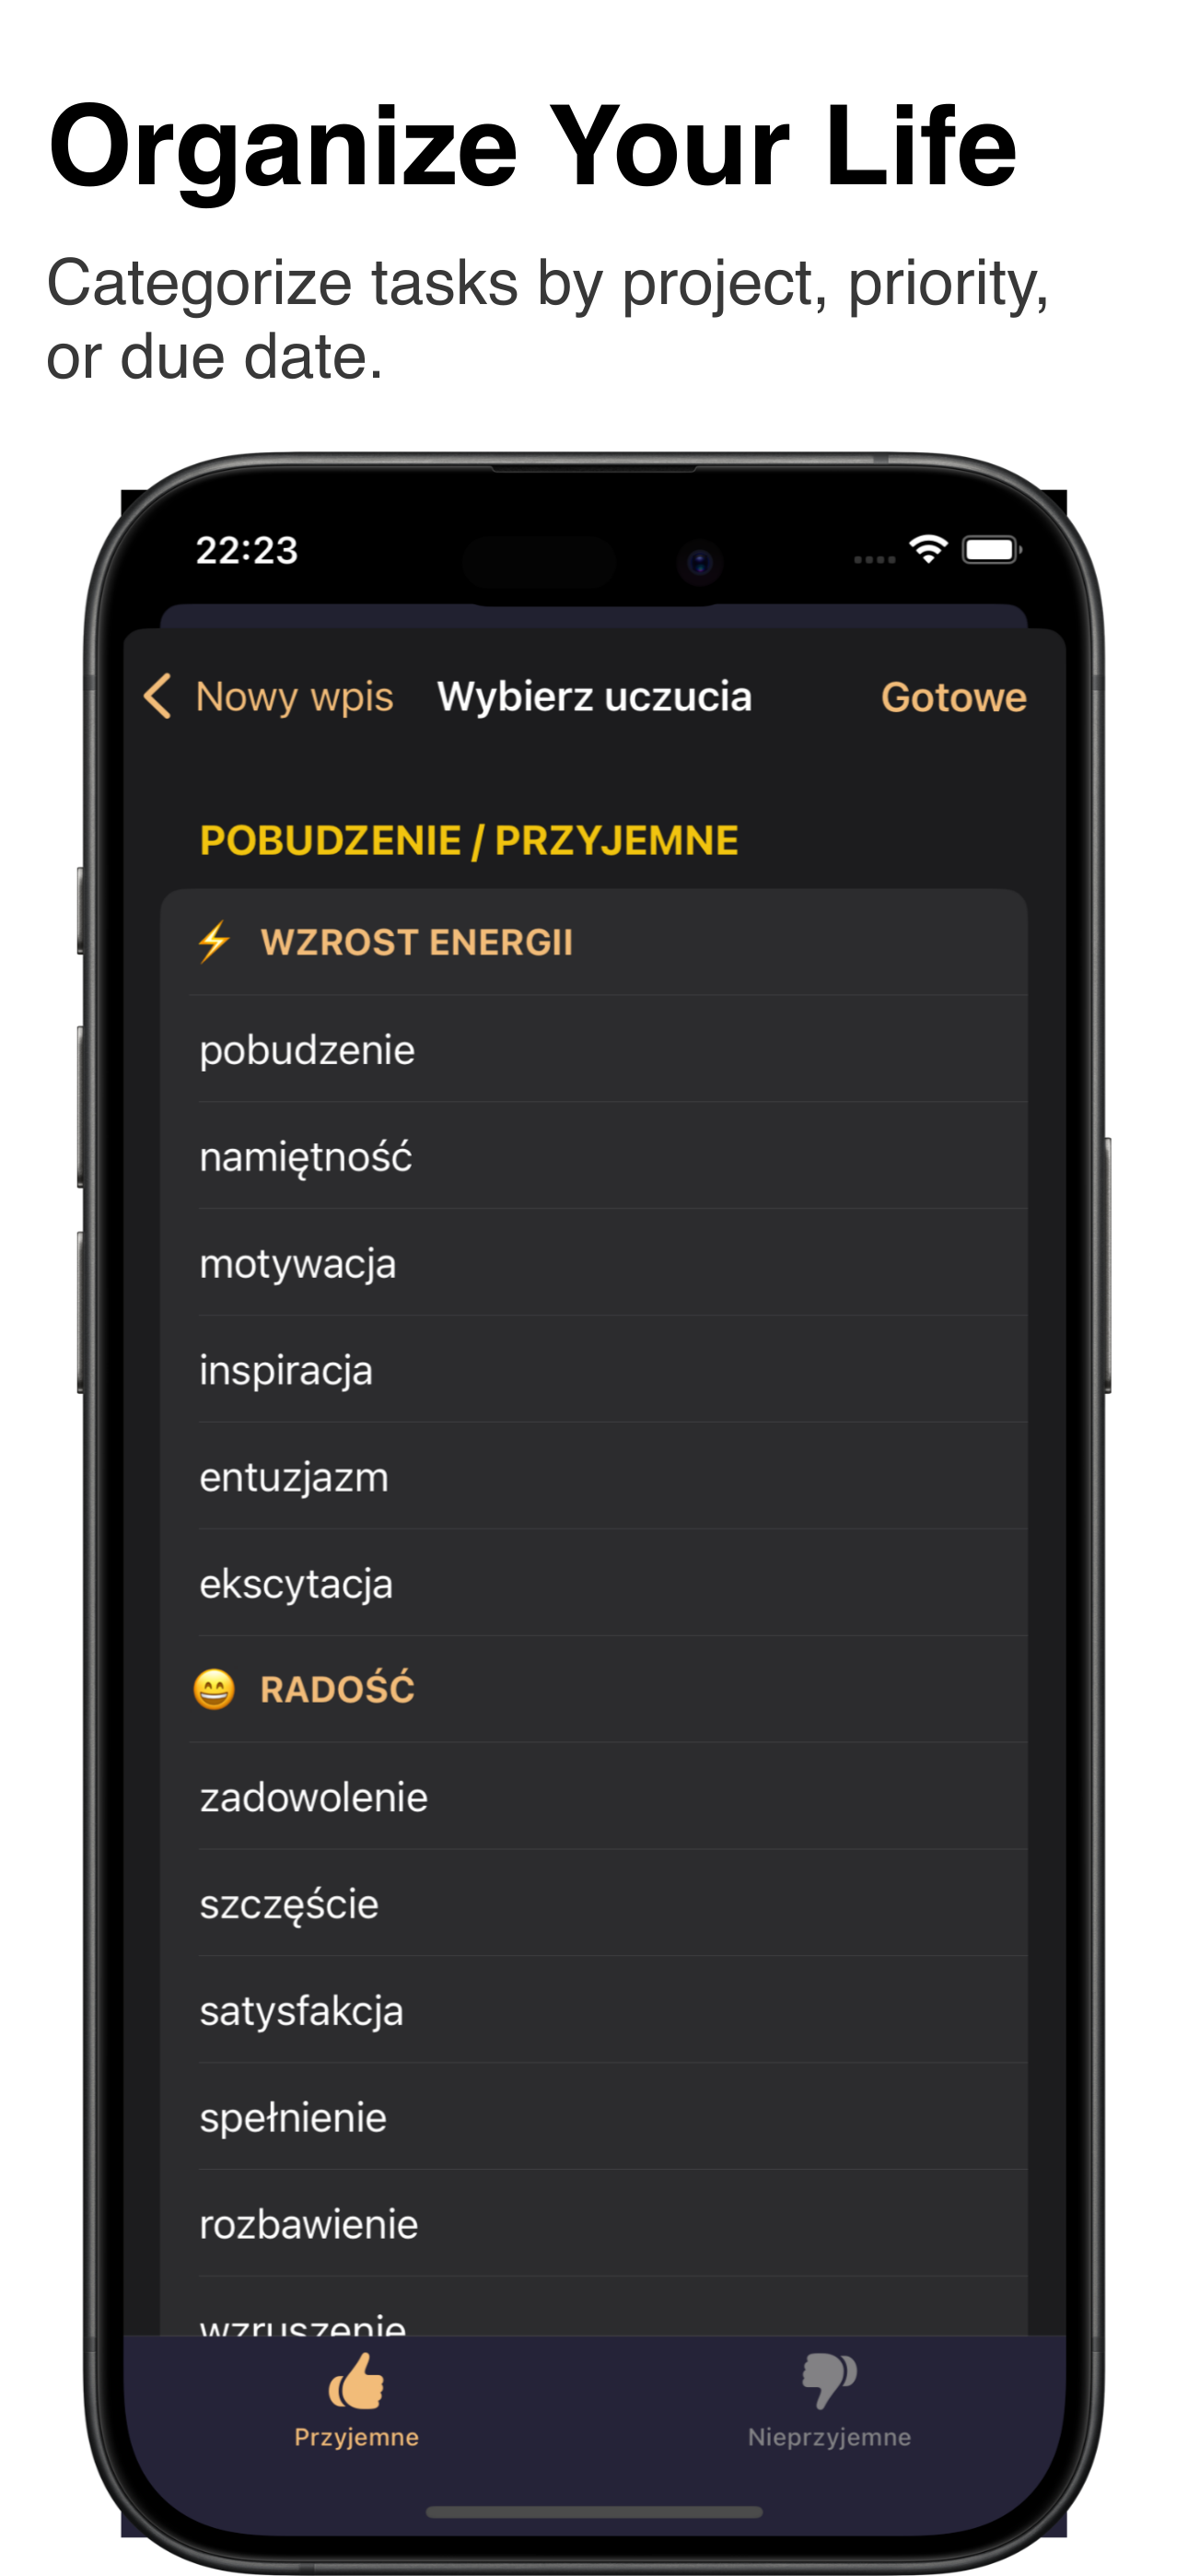 Organize Your Life
Categorize tasks by project, priority,
or due date.
22:23
Nowy wpis Wybierz uczucia Gotowe
POBUDZENIE / PRZYJEMNE
WZROST ENERGII
pobudzenie
namiętność
motywacja
inspiracja
entuzjazm
ekscytacja
RADOŚĆ
zadowolenie
szczęście
satysfakcja
spełnienie
rozbawienie
wzruszenie
Przyjemne Nieprzyjemne